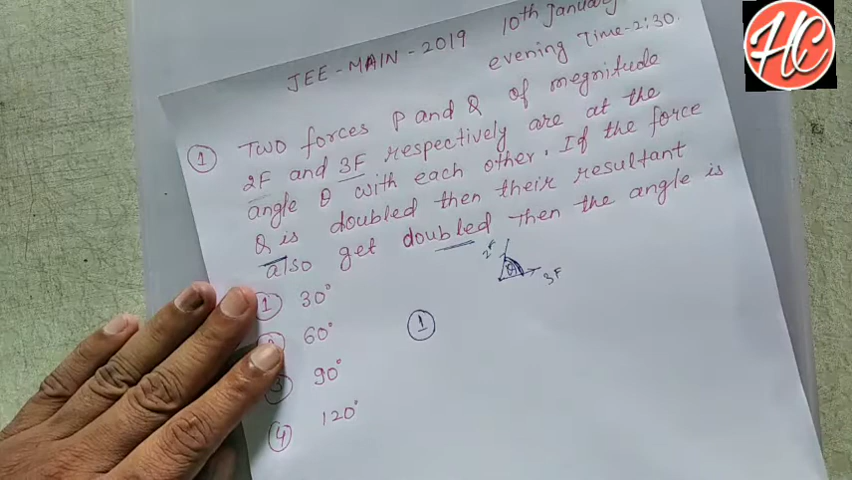 JEE-MAIN-2019 10th January
evening Time-2:30.
① Two forces P and Q of megnitude
2F and 3F respectively are at the
angle θ with each other. If the force
Q is doubled then their resultant
also get doubled then the angle is
① 30°
60°
③ 90°
④ 120°
①
2F
θ
3F
HC